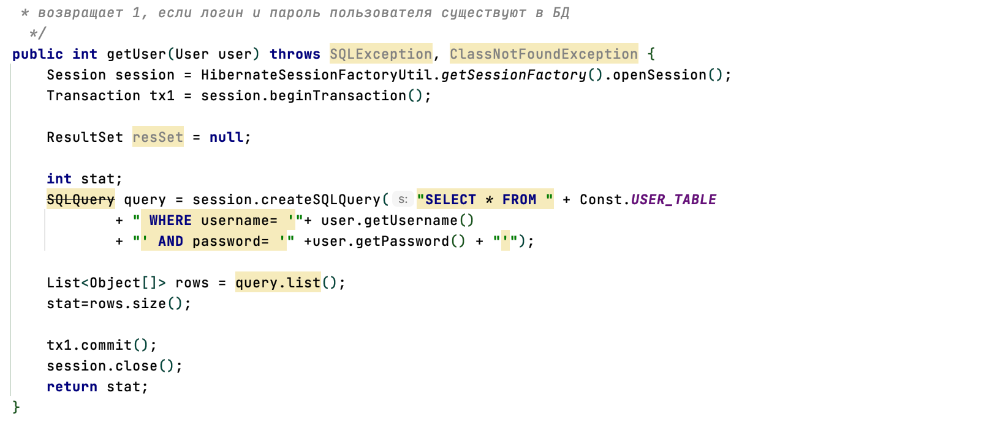 * возвращает 1, если логин и пароль пользователя существуют в БД
*/
public int getUser(User user) throws SQLException, ClassNotFoundException {
Session session = HibernateSessionFactoryUtil.getSessionFactory().openSession();
Transaction tx1 = session.beginTransaction();
ResultSet resSet = null;
int stat;
SQLQuery query = session.createSQLQuery( s: "SELECT * FROM " + Const.USER_TABLE
+ " WHERE username= '"+ user.getUsername()
+ "' AND password= '" +user.getPassword() + "'");
List<Object[]> rows = query.list();
stat=rows.size();
tx1.commit();
session.close();
return stat;
}